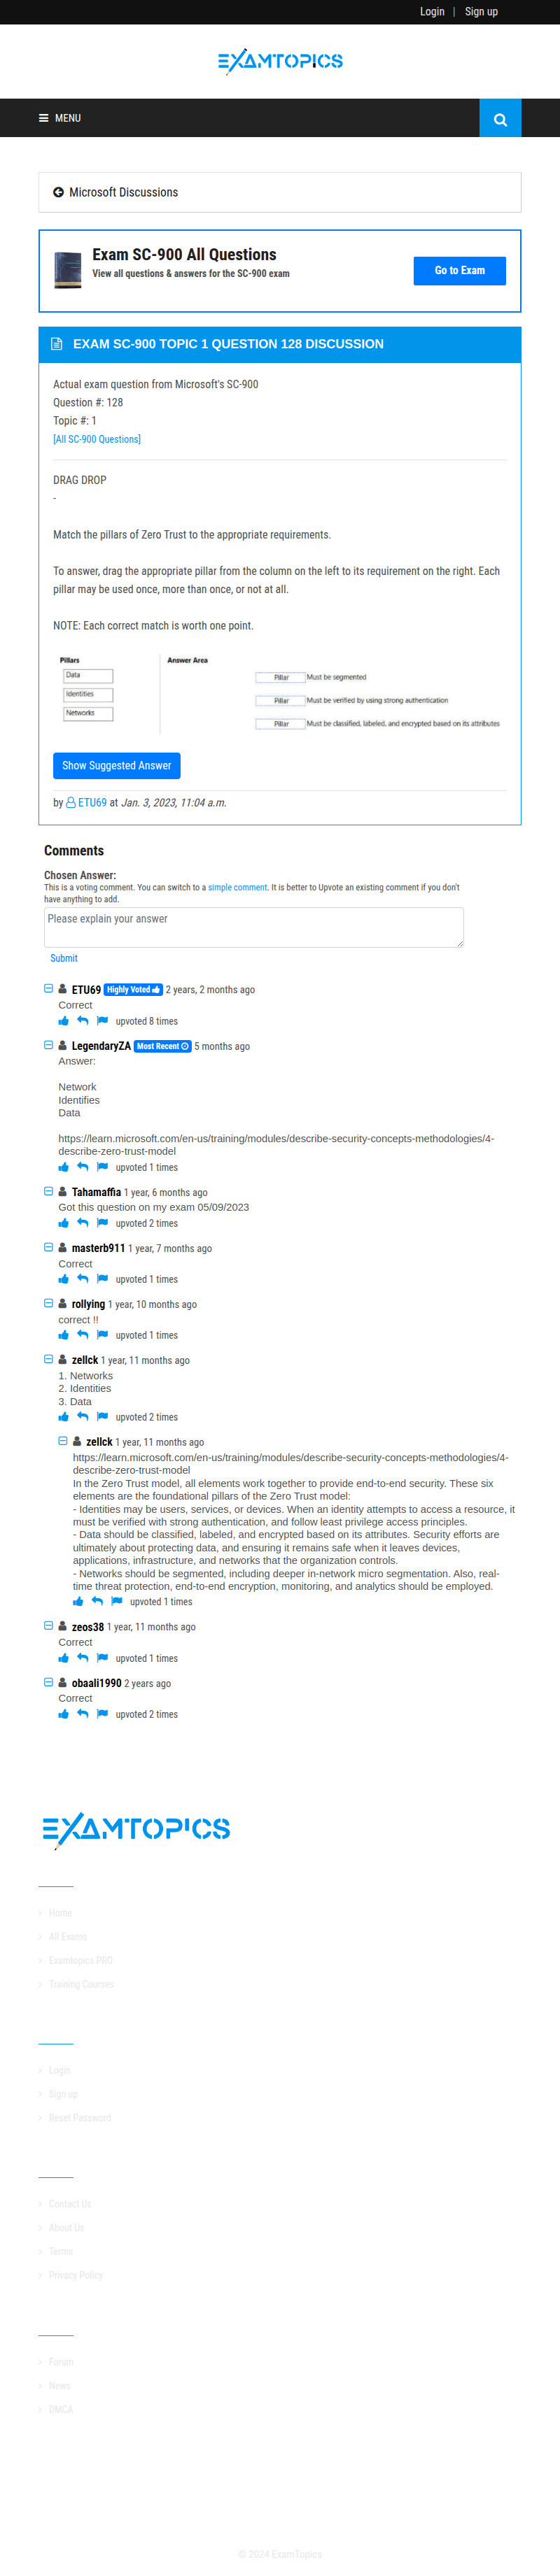 Login | Sign up
EXAMTOPICS
MENU
Microsoft Discussions
Exam SC-900 All Questions
View all questions & answers for the SC-900 exam
Go to Exam
EXAM SC-900 TOPIC 1 QUESTION 128 DISCUSSION
Actual exam question from Microsoft's SC-900
Question #: 128
Topic #: 1
[All SC-900 Questions]
DRAG DROP
-
Match the pillars of Zero Trust to the appropriate requirements.
To answer, drag the appropriate pillar from the column on the left to its requirement on the right. Each
pillar may be used once, more than once, or not at all.
NOTE: Each correct match is worth one point.
Pillars
Answer Area
Data
Identities
Networks
Pillar Must be segmented
Pillar Must be verified by using strong authentication
Pillar Must be classified, labeled, and encrypted based on its attributes
Show Suggested Answer
by ETU69 at Jan. 3, 2023, 11:04 a.m.
Comments
Chosen Answer:
This is a voting comment. You can switch to a simple comment. It is better to Upvote an existing comment if you don't
have anything to add.
Please explain your answer
Submit
ETU69 Highly Voted 2 years, 2 months ago
Correct
upvoted 8 times
LegendaryZA Most Recent 5 months ago
Answer:
Network
Identifies
Data
https://learn.microsoft.com/en-us/training/modules/describe-security-concepts-methodologies/4-
describe-zero-trust-model
upvoted 1 times
Tahamaffia 1 year, 6 months ago
Got this question on my exam 05/09/2023
upvoted 2 times
masterb911 1 year, 7 months ago
Correct
upvoted 1 times
rollying 1 year, 10 months ago
correct !!
upvoted 1 times
zellck 1 year, 11 months ago
1. Networks
2. Identities
3. Data
upvoted 2 times
zellck 1 year, 11 months ago
https://learn.microsoft.com/en-us/training/modules/describe-security-concepts-methodologies/4-
describe-zero-trust-model
In the Zero Trust model, all elements work together to provide end-to-end security. These six
elements are the foundational pillars of the Zero Trust model:
- Identities may be users, services, or devices. When an identity attempts to access a resource, it
must be verified with strong authentication, and follow least privilege access principles.
- Data should be classified, labeled, and encrypted based on its attributes. Security efforts are
ultimately about protecting data, and ensuring it remains safe when it leaves devices,
applications, infrastructure, and networks that the organization controls.
- Networks should be segmented, including deeper in-network micro segmentation. Also, real-
time threat protection, end-to-end encryption, monitoring, and analytics should be employed.
upvoted 1 times
zeos38 1 year, 11 months ago
Correct
upvoted 1 times
obaali1990 2 years ago
Correct
upvoted 2 times
EXAMTOPICS
Home
All Exams
Examtopics PRO
Training Courses
Login
Sign up
Reset Password
Contact Us
About Us
Terms
Privacy Policy
Forum
News
DMCA
© 2024 ExamTopics